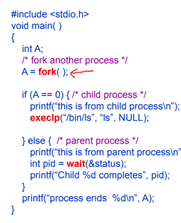 #include <stdio.h>
void main( )
{
int A;
/* fork another process */
A = fork( );
if (A == 0) { /* child process */
printf("this is from child process\n");
execlp("/bin/ls", "ls", NULL);
} else { /* parent process */
printf("this is from parent process\n"
int pid = wait(&status);
printf("Child %d completes", pid);
}
printf("process ends %d\n", A);
}